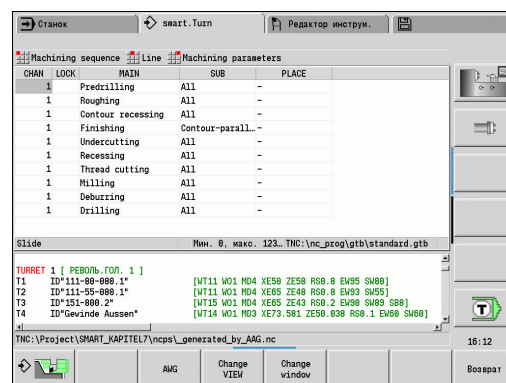 Станок smart.Turn Редактор инструм.
Machining sequence Line Machining parameters
CHAN LOCK MAIN SUB PLACE
1 Predrilling All –
1 Roughing All –
1 Contour recessing All –
1 Finishing Contour-parall… –
1 Undercutting All –
1 Recessing All –
1 Thread cutting All –
1 Milling All –
1 Deburring All –
1 Drilling All –
Slide Мин. 0, макс. 123… TNC:\nc_prog\gtb\standard.gtb
TURRET 1 [ РЕВОЛЬ.ГОЛ. 1 ]
T1 ID"111-80-080.1" [WT11 WO1 MD4 XE50 ZE50 RS0.8 EW95 SW80]
T2 ID"111-55-080.1" [WT11 WO1 MD4 XE65 ZE48 RS0.8 EW93 SW55]
T3 ID"151-800.2" [WT15 WO2 MD4 XE65 ZE43 RS0.2 EW90 SW89 SB8]
T4 ID"Gewinde Aussen" [WT14 WO1 MD3 XE73.581 ZE50.038 RS0.1 EW60 SW60]
TNC:\Project\SMART_KAPITEL7\ncps\_generated_by_AAG.nc
T
16:12
AWG Change VIEW Change window Возврат